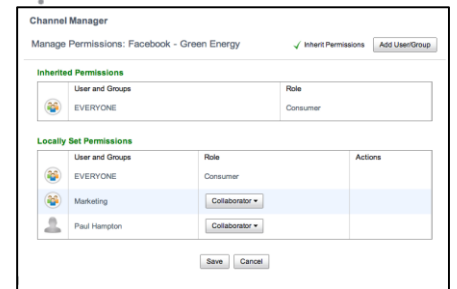 Channel Manager
Manage Permissions: Facebook - Green Energy
Inherit Permissions
Add User/Group
Inherited Permissions
User and Groups Role
EVERYONE Consumer
Locally Set Permissions
User and Groups Role Actions
EVERYONE Consumer
Marketing Collaborator
Paul Hampton Collaborator
Save Cancel